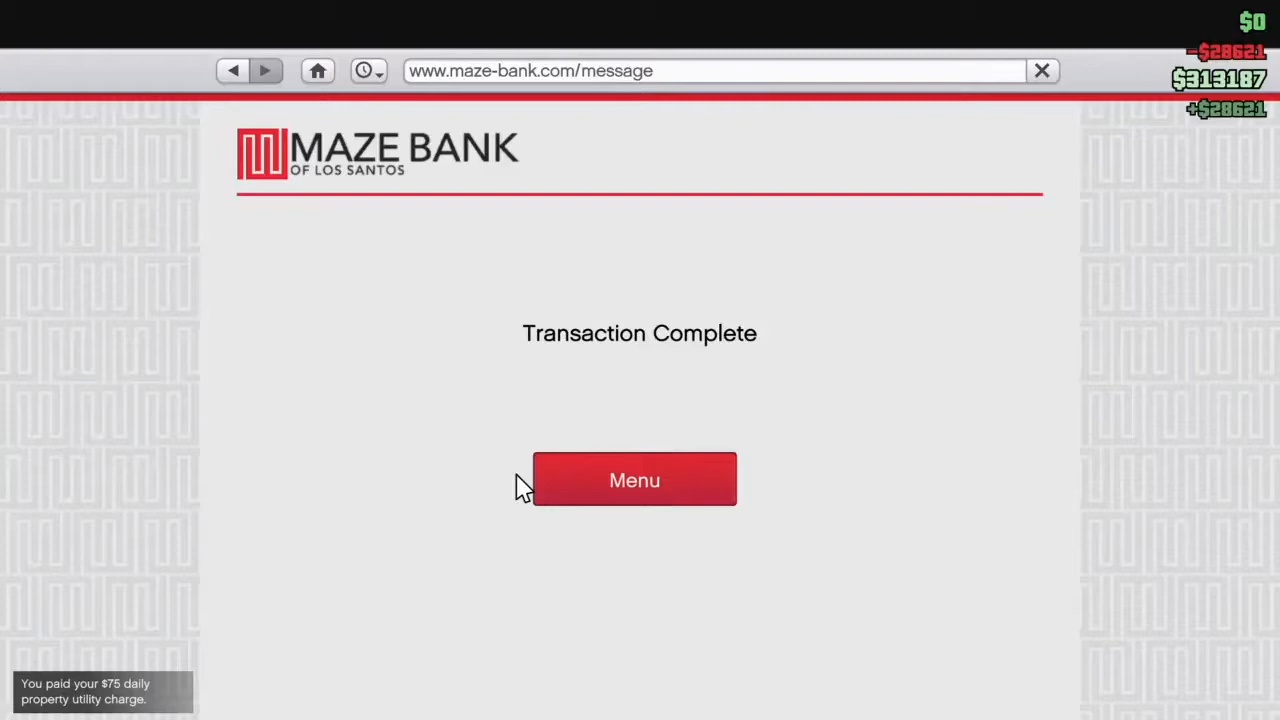 $0
-$28621
www.maze-bank.com/message
$313187
+$28621
MAZE BANK
OF LOS SANTOS
Transaction Complete
Menu
You paid your $75 daily
property utility charge.